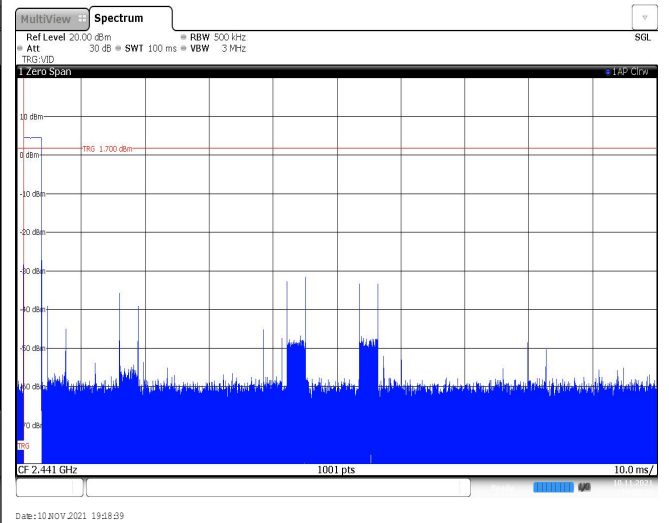 MultiView Spectrum
Ref Level 20.00 dBm RBW 500 kHz SGL
Att 30 dB SWT 100 ms VBW 3 MHz
TRG:VID
1 Zero Span 1AP Clrw
10 dBm
TRG 1.700 dBm
0 dBm
-10 dBm
-20 dBm
-30 dBm
-40 dBm
-50 dBm
-60 dBm
-70 dBm
TRG
CF 2.441 GHz 1001 pts 10.0 ms/
10.11.2021
Date: 10.NOV.2021 19:18:39